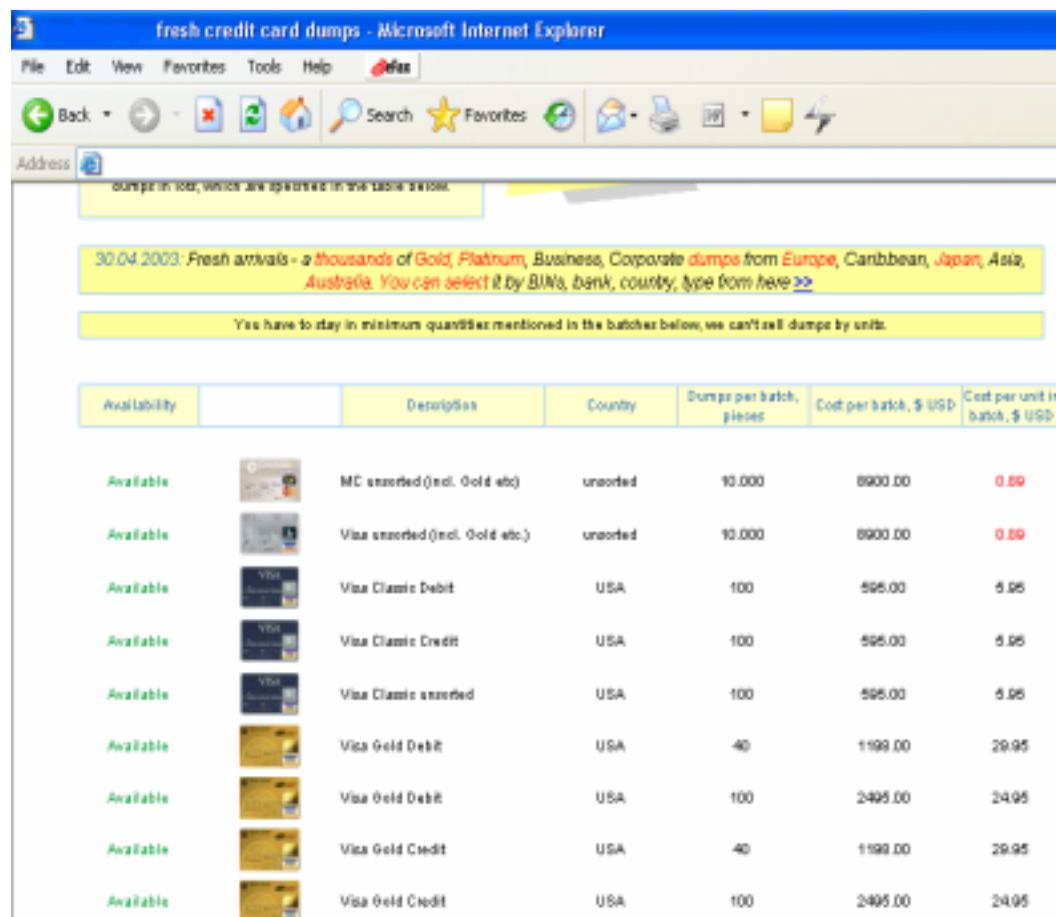 fresh credit card dumps - Microsoft Internet Explorer
File Edit View Favorites Tools Help eFax
Back Search Favorites
Address
dumps in lots, which are specified in the table below.
30.04.2003: Fresh arrivals - a thousands of Gold, Platinum, Business, Corporate dumps from Europe, Caribbean, Japan, Asia,
Australia. You can select it by BINs, bank, country, type from here >>
You have to stay in minimum quantities mentioned in the batches below, we can't sell dumps by units.
Availability Description Country Dumps per batch, pieces Cost per batch, $ USD Cost per unit in batch, $ USD
Available MC unsorted (incl. Gold etc) unsorted 10.000 8900.00 0.89
Available Visa unsorted (incl. Gold etc.) unsorted 10.000 8900.00 0.89
Available VISA Visa Classic Debit USA 100 595.00 5.95
Available VISA Visa Classic Credit USA 100 595.00 5.95
Available VISA Visa Classic unsorted USA 100 595.00 5.95
Available Visa Gold Debit USA 40 1198.00 29.95
Available Visa Gold Debit USA 100 2495.00 24.95
Available Visa Gold Credit USA 40 1198.00 29.95
Available Visa Gold Credit USA 100 2495.00 24.95